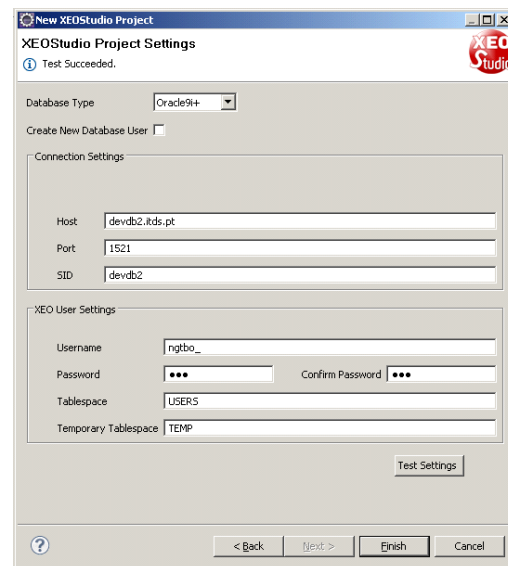 New XEOStudio Project
XEOStudio Project Settings
Test Succeeded.
XEO
Studio
Database Type Oracle9i+
Create New Database User
Connection Settings
Host devdb2.itds.pt
Port 1521
SID devdb2
XEO User Settings
Username ngtbo_
Password ●●● Confirm Password ●●●
Tablespace USERS
Temporary Tablespace TEMP
Test Settings
? < Back Next > Finish Cancel